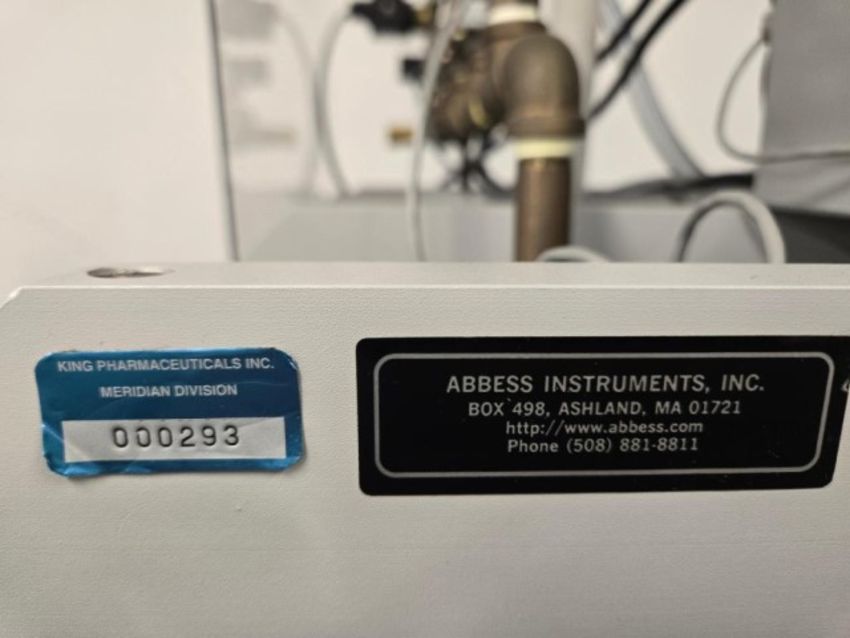 KING PHARMACEUTICALS INC.
MERIDIAN DIVISION
000293
ABBESS INSTRUMENTS, INC.
BOX 498, ASHLAND, MA 01721
http://www.abbess.com
Phone (508) 881-8811